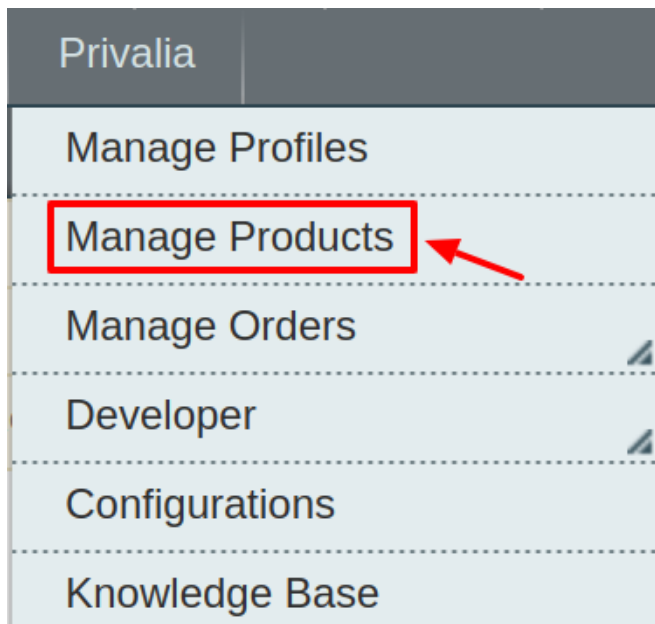 Privalia
Manage Profiles
Manage Products
Manage Orders
Developer
Configurations
Knowledge Base